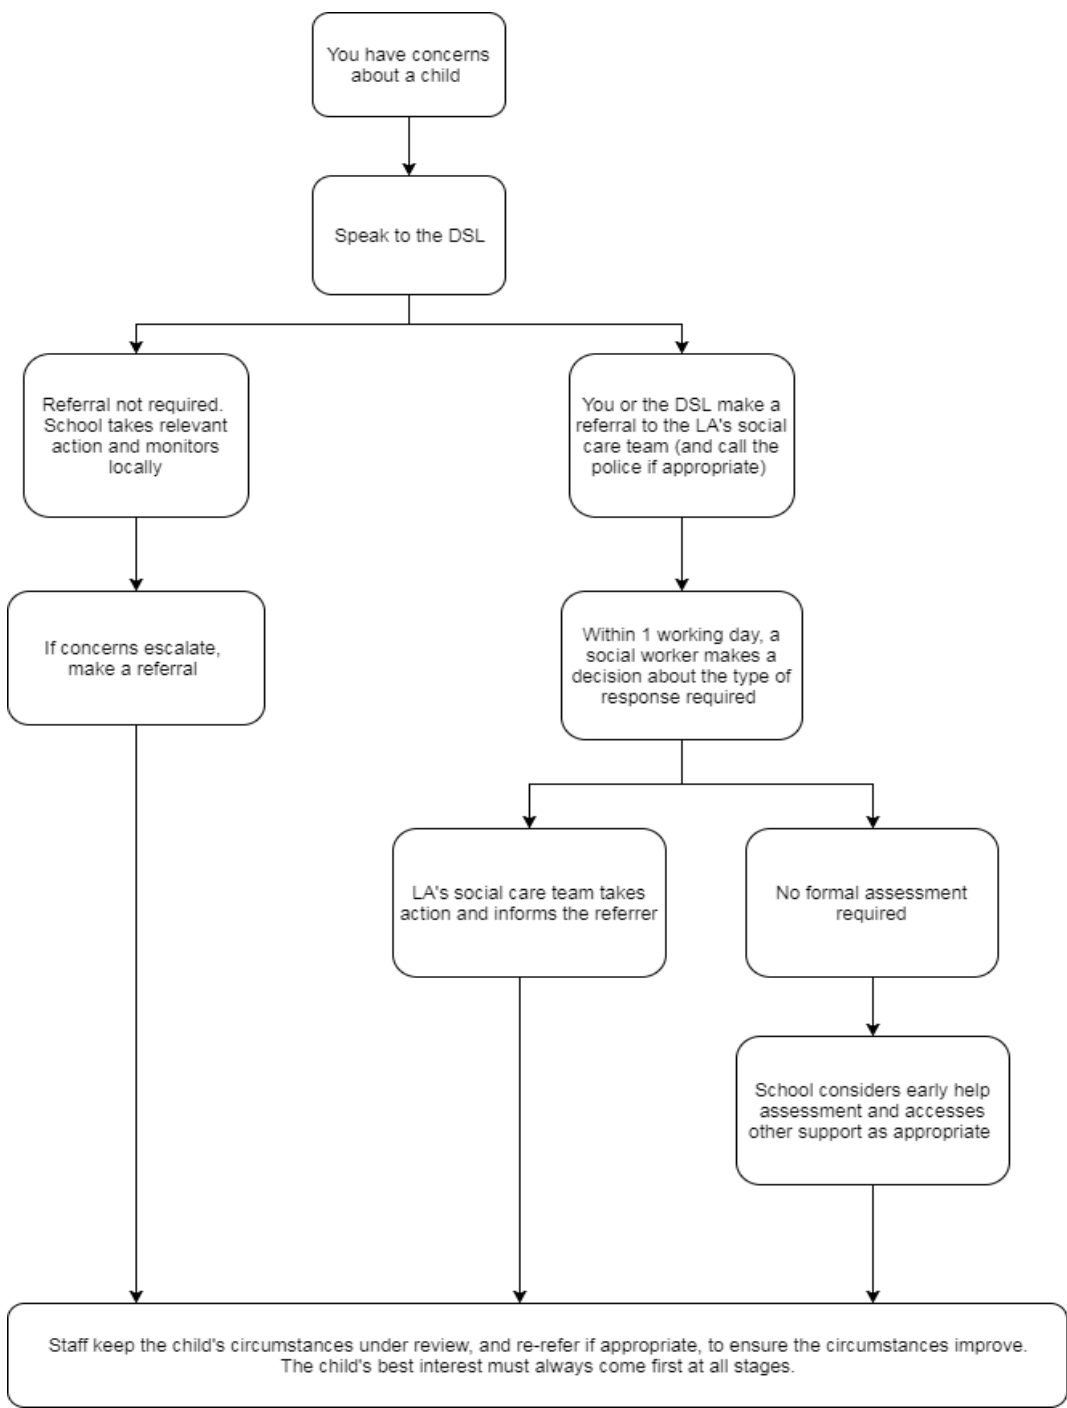 You have concerns
about a child
Speak to the DSL
Referral not required.
School takes relevant
action and monitors
locally
You or the DSL make a
referral to the LA's social
care team (and call the
police if appropriate)
If concerns escalate,
make a referral
Within 1 working day, a
social worker makes a
decision about the type of
response required
LA's social care team takes
action and informs the referrer
No formal assessment
required
School considers early help
assessment and accesses
other support as appropriate
Staff keep the child's circumstances under review, and re-refer if appropriate, to ensure the circumstances improve.
The child's best interest must always come first at all stages.